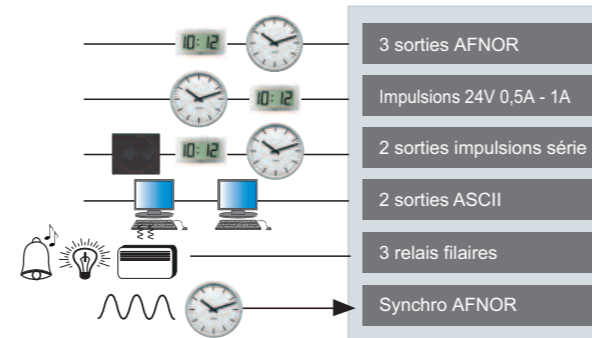 10:12
3 sorties AFNOR
10:12
Impulsions 24V 0,5A - 1A
10:12
2 sorties impulsions série
2 sorties ASCII
3 relais filaires
Synchro AFNOR